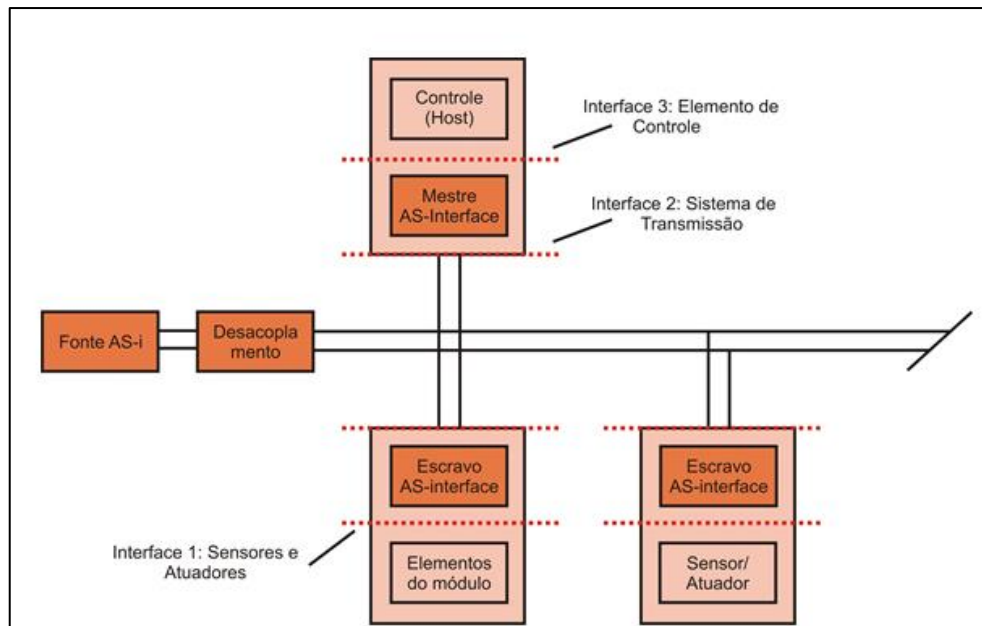 Controle
(Host)
Interface 3: Elemento de
Controle
Mestre
AS-Interface
Interface 2: Sistema de
Transmissão
Fonte AS-i
Desacopla
mento
Escravo
AS-interface
Escravo
AS-interface
Interface 1: Sensores e
Atuadores
Elementos
do módulo
Sensor/
Atuador